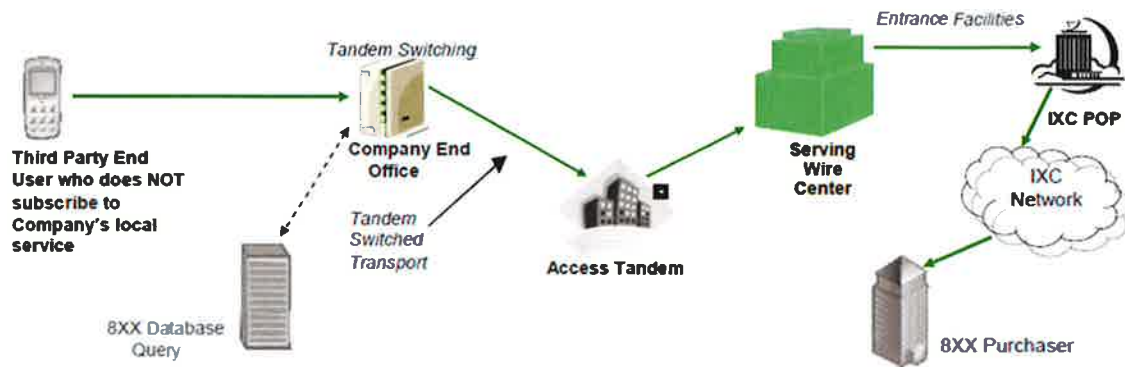 Tandem Switching
Entrance Facilities
Third Party End
User who does NOT
subscribe to
Company's local
service
Company End
Office
Serving
Wire
Center
IXC POP
IXC
Network
Tandem
Switched
Transport
Access Tandem
8XX Database
Query
8XX Purchaser